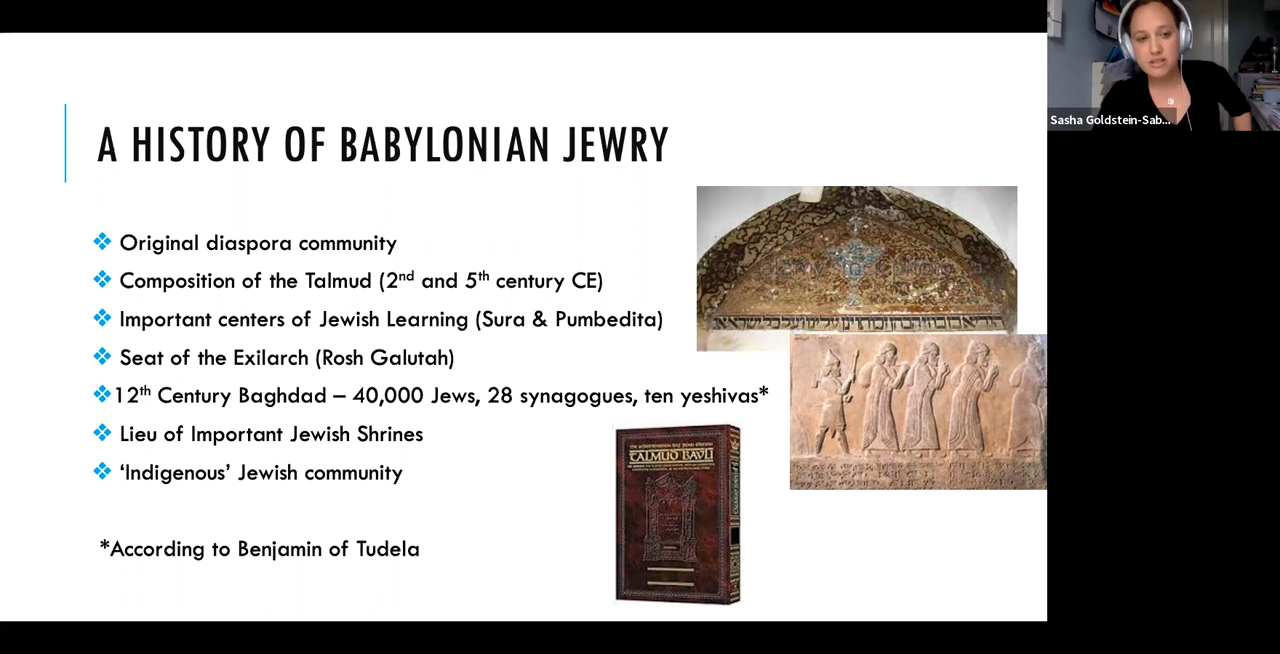 Sasha Goldstein-Sab...
A HISTORY OF BABYLONIAN JEWRY
❖ Original diaspora community
❖ Composition of the Talmud (2nd and 5th century CE)
❖ Important centers of Jewish Learning (Sura & Pumbedita)
❖ Seat of the Exilarch (Rosh Galutah)
❖12th Century Baghdad – 40,000 Jews, 28 synagogues, ten yeshivas*
❖ Lieu of Important Jewish Shrines
❖ ‘Indigenous’ Jewish community
*According to Benjamin of Tudela
TALMUD BAVLI